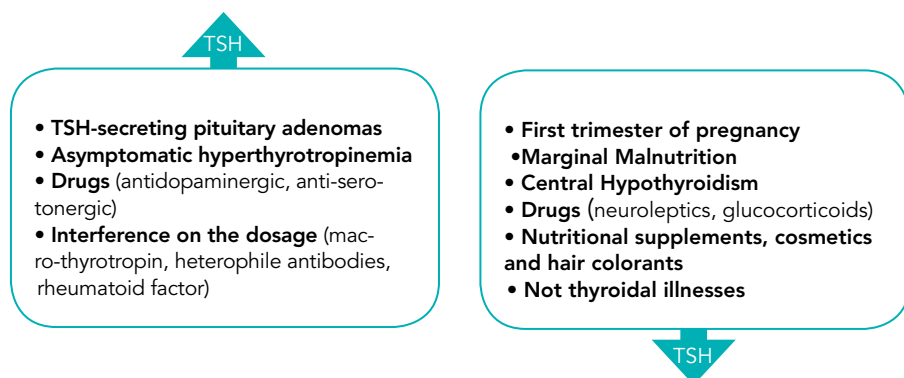 TSH
• TSH-secreting pituitary adenomas
• Asymptomatic hyperthyrotropinemia
• Drugs (antidopaminergic, anti-sero-
tonergic)
• Interference on the dosage (mac-
ro-thyrotropin, heterophile antibodies,
rheumatoid factor)
• First trimester of pregnancy
•Marginal Malnutrition
• Central Hypothyroidism
• Drugs (neuroleptics, glucocorticoids)
• Nutritional supplements, cosmetics
and hair colorants
• Not thyroidal illnesses
TSH